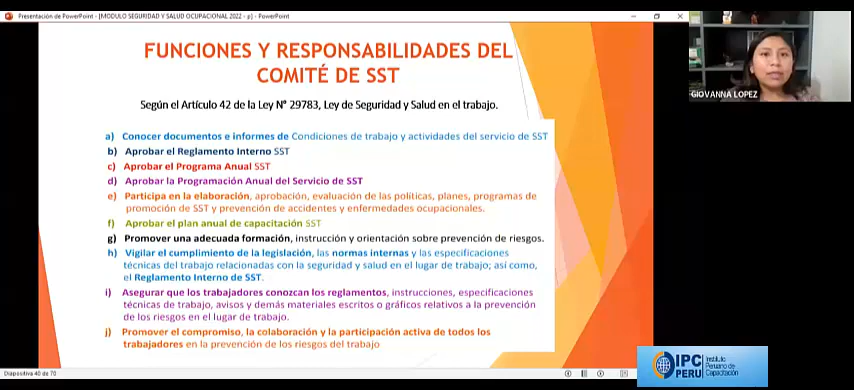 Presentación de PowerPoint - [MODULO SEGURIDAD Y SALUD OCUPACIONAL 2022 - p] - PowerPoint
FUNCIONES Y RESPONSABILIDADES DEL
COMITÉ DE SST
Según el Artículo 42 de la Ley N° 29783, Ley de Seguridad y Salud en el trabajo.
a) Conocer documentos e informes de Condiciones de trabajo y actividades del servicio de SST
b) Aprobar el Reglamento Interno SST
c) Aprobar el Programa Anual SST
d) Aprobar la Programación Anual del Servicio de SST
e) Participa en la elaboración, aprobación, evaluación de las políticas, planes, programas de
promoción de SST y prevención de accidentes y enfermedades ocupacionales.
f) Aprobar el plan anual de capacitación SST
g) Promover una adecuada formación, instrucción y orientación sobre prevención de riesgos.
h) Vigilar el cumplimiento de la legislación, las normas internas y las especificaciones
técnicas del trabajo relacionadas con la seguridad y salud en el lugar de trabajo; así como,
el Reglamento Interno de SST.
i) Asegurar que los trabajadores conozcan los reglamentos, instrucciones, especificaciones
técnicas de trabajo, avisos y demás materiales escritos o gráficos relativos a la prevención
de los riesgos en el lugar de trabajo.
j) Promover el compromiso, la colaboración y la participación activa de todos los
trabajadores en la prevención de los riesgos del trabajo
Diapositiva 40 de 70
GIOVANNA LOPEZ
IPC
PERU
Instituto
Peruano de
Capacitación